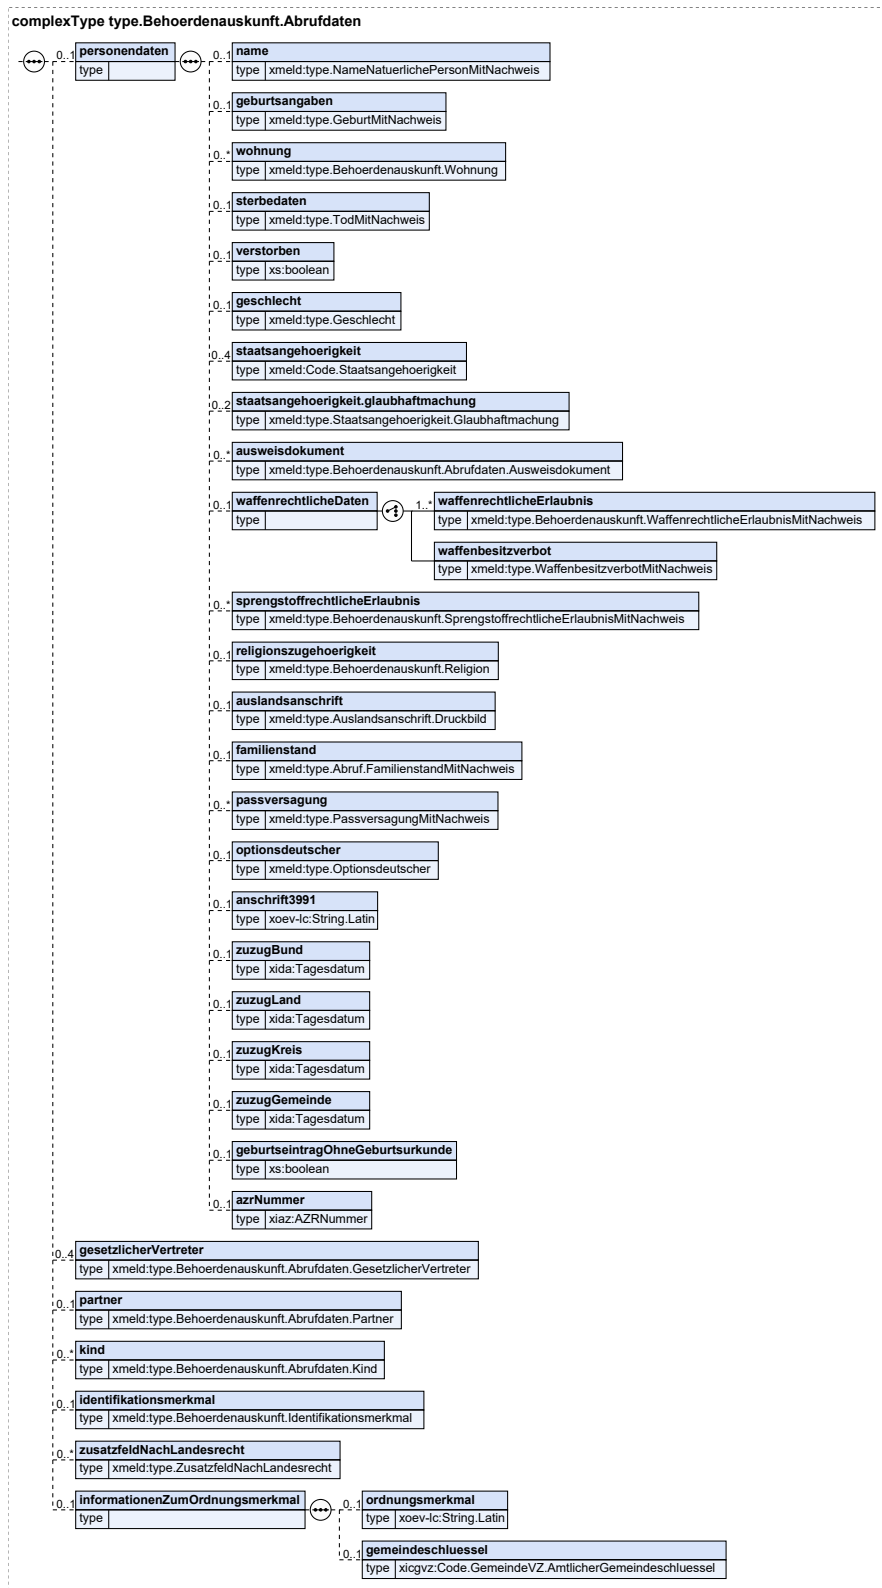 complexType type.Behoerdenauskunft.Abrufdaten
0..1 personendaten
type
0..1 name
type xmeld:type.NameNatuerlichePersonMitNachweis
0..1 geburtsangaben
type xmeld:type.GeburtMitNachweis
0..* wohnung
type xmeld:type.Behoerdenauskunft.Wohnung
0..1 sterbedaten
type xmeld:type.TodMitNachweis
0..1 verstorben
type xs:boolean
0..1 geschlecht
type xmeld:type.Geschlecht
0..4 staatsangehoerigkeit
type xmeld:Code.Staatsangehoerigkeit
0..2 staatsangehoerigkeit.glaubhaftmachung
type xmeld:type.Staatsangehoerigkeit.Glaubhaftmachung
0..* ausweisdokument
type xmeld:type.Behoerdenauskunft.Abrufdaten.Ausweisdokument
0..1 waffenrechtlicheDaten
type
1..* waffenrechtlicheErlaubnis
type xmeld:type.Behoerdenauskunft.WaffenrechtlicheErlaubnisMitNachweis
waffenbesitzverbot
type xmeld:type.WaffenbesitzverbotMitNachweis
0..* sprengstoffrechtlicheErlaubnis
type xmeld:type.Behoerdenauskunft.SprengstoffrechtlicheErlaubnisMitNachweis
0..1 religionszugehoerigkeit
type xmeld:type.Behoerdenauskunft.Religion
0..1 auslandsanschrift
type xmeld:type.Auslandsanschrift.Druckbild
0..1 familienstand
type xmeld:type.Abruf.FamilienstandMitNachweis
0..* passversagung
type xmeld:type.PassversagungMitNachweis
0..1 optionsdeutscher
type xmeld:type.Optionsdeutscher
0..1 anschrift3991
type xoev-lc:String.Latin
0..1 zuzugBund
type xida:Tagesdatum
0..1 zuzugLand
type xida:Tagesdatum
0..1 zuzugKreis
type xida:Tagesdatum
0..1 zuzugGemeinde
type xida:Tagesdatum
0..1 geburtseintragOhneGeburtsurkunde
type xs:boolean
0..1 azrNummer
type xiaz:AZRNummer
0..4 gesetzlicherVertreter
type xmeld:type.Behoerdenauskunft.Abrufdaten.GesetzlicherVertreter
0..1 partner
type xmeld:type.Behoerdenauskunft.Abrufdaten.Partner
0..* kind
type xmeld:type.Behoerdenauskunft.Abrufdaten.Kind
0..1 identifikationsmerkmal
type xmeld:type.Behoerdenauskunft.Identifikationsmerkmal
0..* zusatzfeldNachLandesrecht
type xmeld:type.ZusatzfeldNachLandesrecht
0..1 informationenZumOrdnungsmerkmal
type
0..1 ordnungsmerkmal
type xoev-lc:String.Latin
0..1 gemeindeschluessel
type xicgvz:Code.GemeindeVZ.AmtlicherGemeindeschluessel